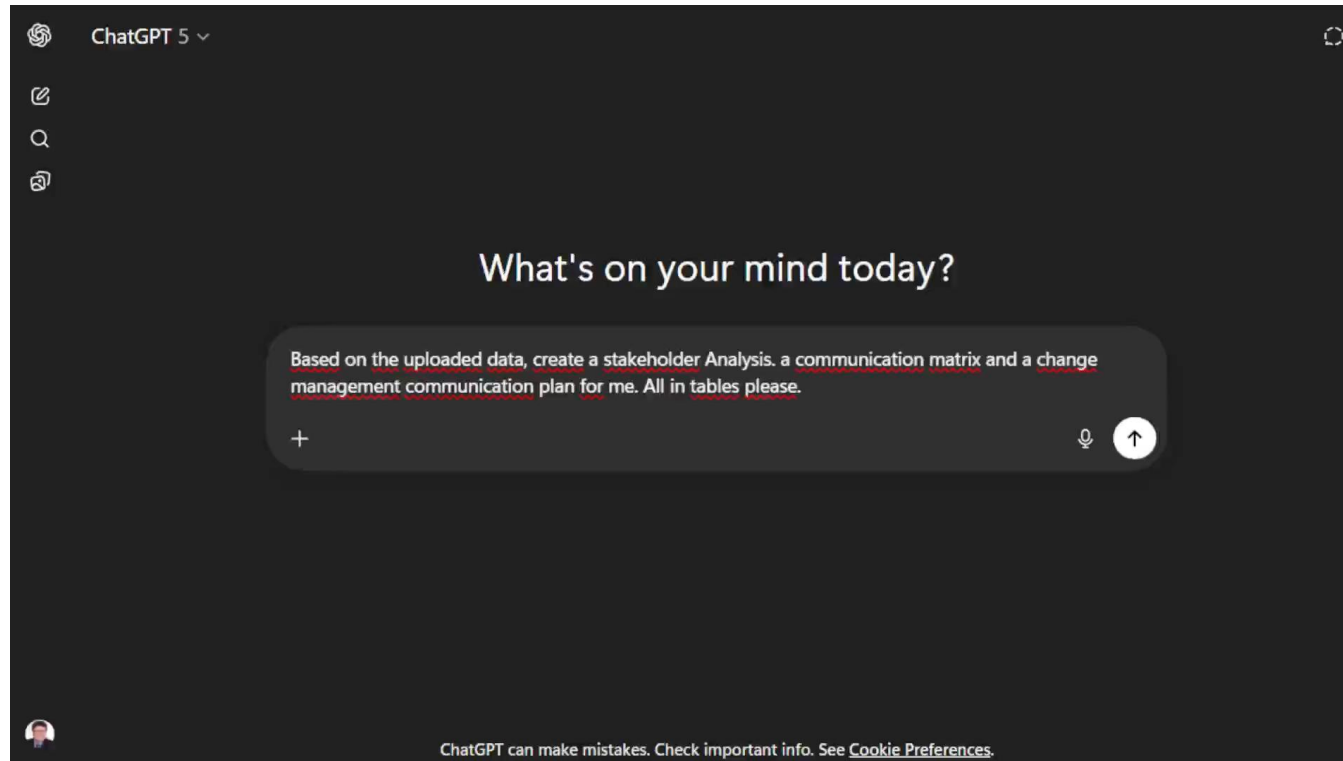 ChatGPT 5
What's on your mind today?
Based on the uploaded data, create a stakeholder Analysis. a communication matrix and a change
management communication plan for me. All in tables please.
ChatGPT can make mistakes. Check important info. See Cookie Preferences.